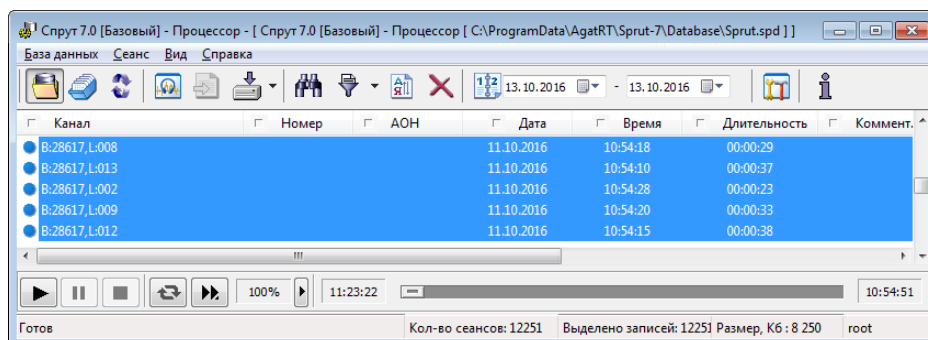 Спрут 7.0 [Базовый] - Процессор - [ Спрут 7.0 [Базовый] - Процессор [ C:\ProgramData\AgatRT\Sprut-7\Database\Sprut.spd ] ]
База данных Сеанс Вид Справка
13.10.2016 - 13.10.2016
Канал Номер АОН Дата Время Длительность Коммент.
B:28617,L:008 11.10.2016 10:54:18 00:00:29
B:28617,L:013 11.10.2016 10:54:10 00:00:37
B:28617,L:002 11.10.2016 10:54:28 00:00:23
B:28617,L:009 11.10.2016 10:54:20 00:00:33
B:28617,L:012 11.10.2016 10:54:15 00:00:38
100% 11:23:22 10:54:51
Готов Кол-во сеансов: 12251 Выделено записей: 12251 Размер, Кб : 8 250 root